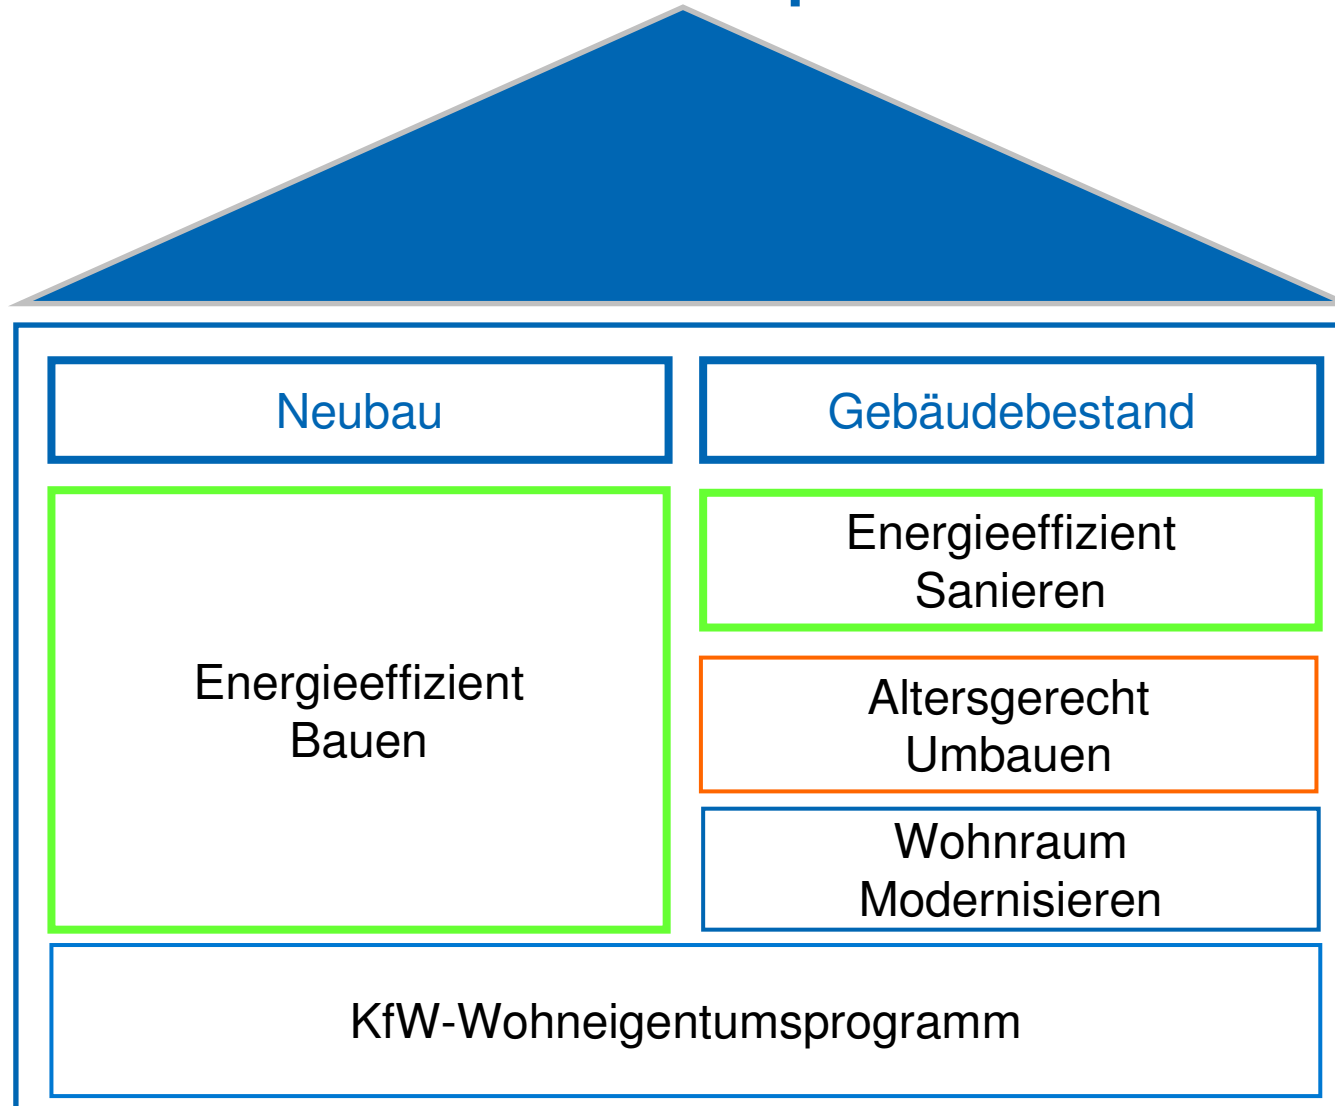 Neubau
Gebäudebestand
Energieeffizient
Bauen
Energieeffizient
Sanieren
Altersgerecht
Umbauen
Wohnraum
Modernisieren
KfW-Wohneigentumsprogramm